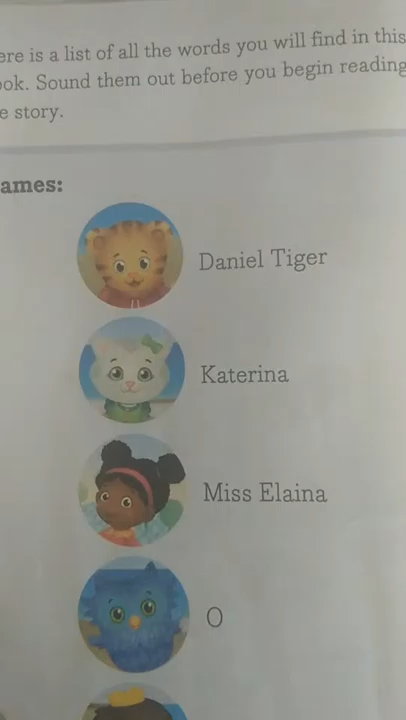 ere is a list of all the words you will find in this
ook. Sound them out before you begin reading
e story.
ames:
Daniel Tiger
Katerina
Miss Elaina
O